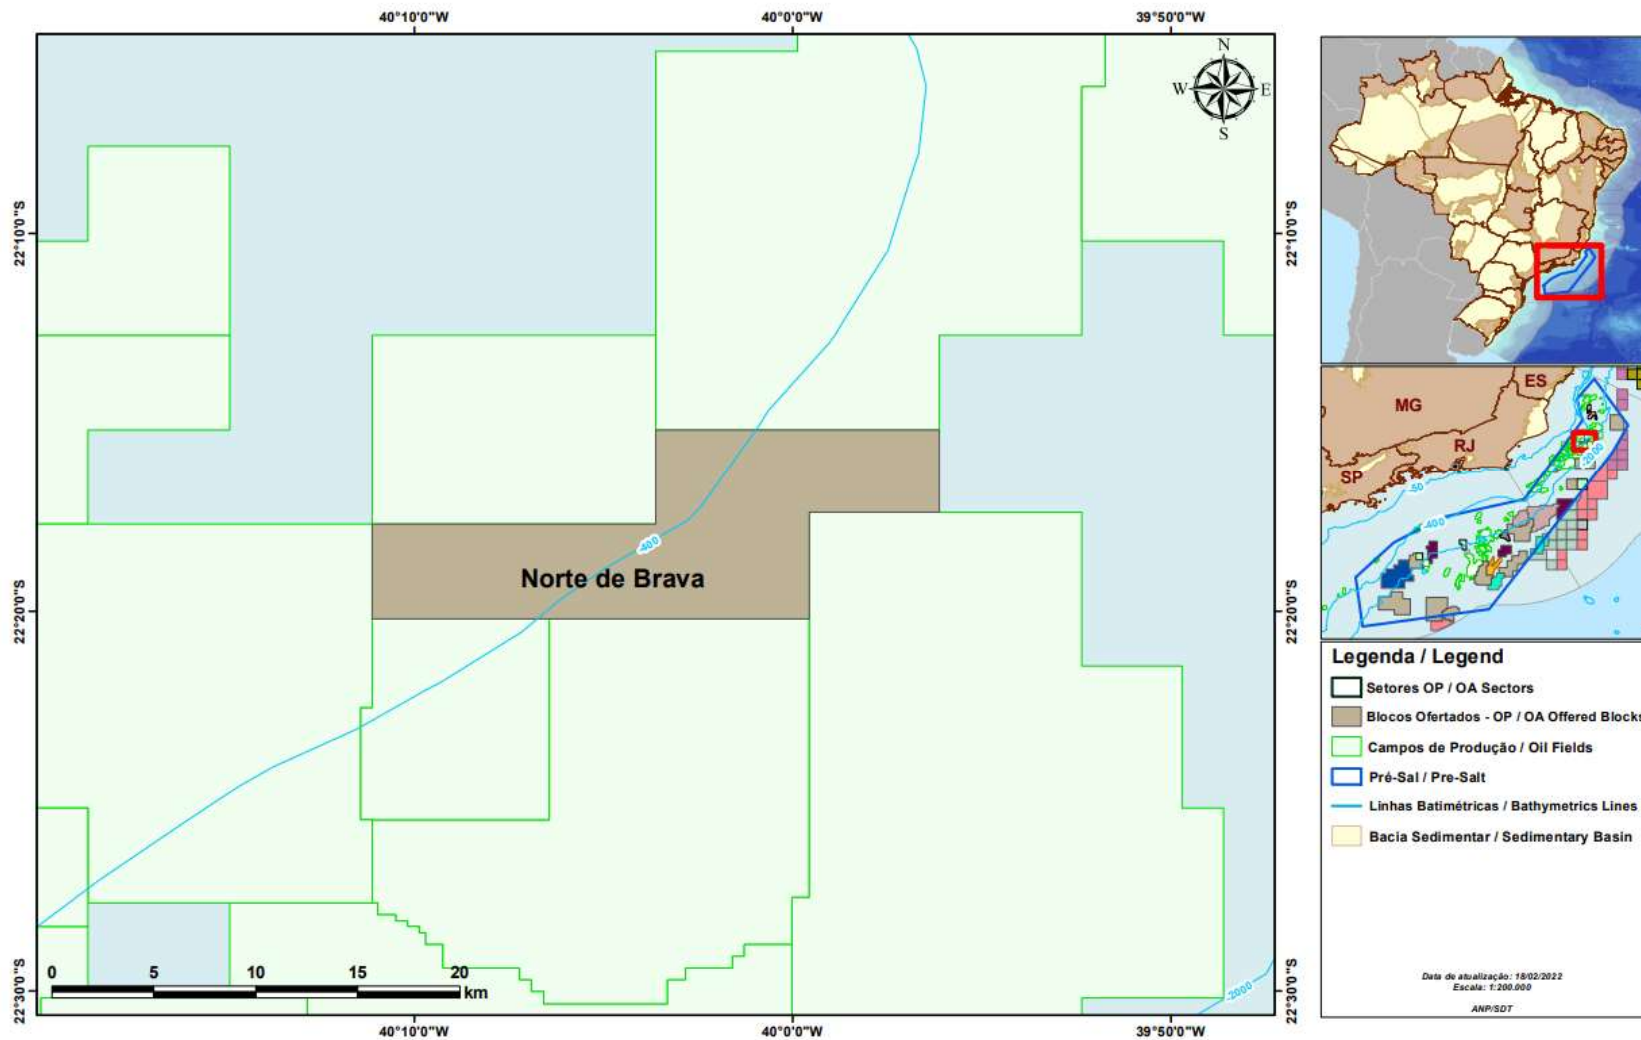 40°10'0"W
40°0'0"W
39°50'0"W
N
W
E
S
22°10'0"S
22°10'0"S
-400
Norte de Brava
22°20'0"S
22°20'0"S
0
5
10
15
20
km
-2000
22°30'0"S
22°30'0"S
40°10'0"W
40°0'0"W
39°50'0"W
ES
MG
RJ
SP
-50
-400
-2000
Legenda / Legend
Setores OP / OA Sectors
Blocos Ofertados - OP / OA Offered Blocks
Campos de Produção / Oil Fields
Pré-Sal / Pre-Salt
Linhas Batimétricas / Bathymetrics Lines
Bacia Sedimentar / Sedimentary Basin
Data de atualização: 18/02/2022
Escala: 1:200.000
ANP/SDT